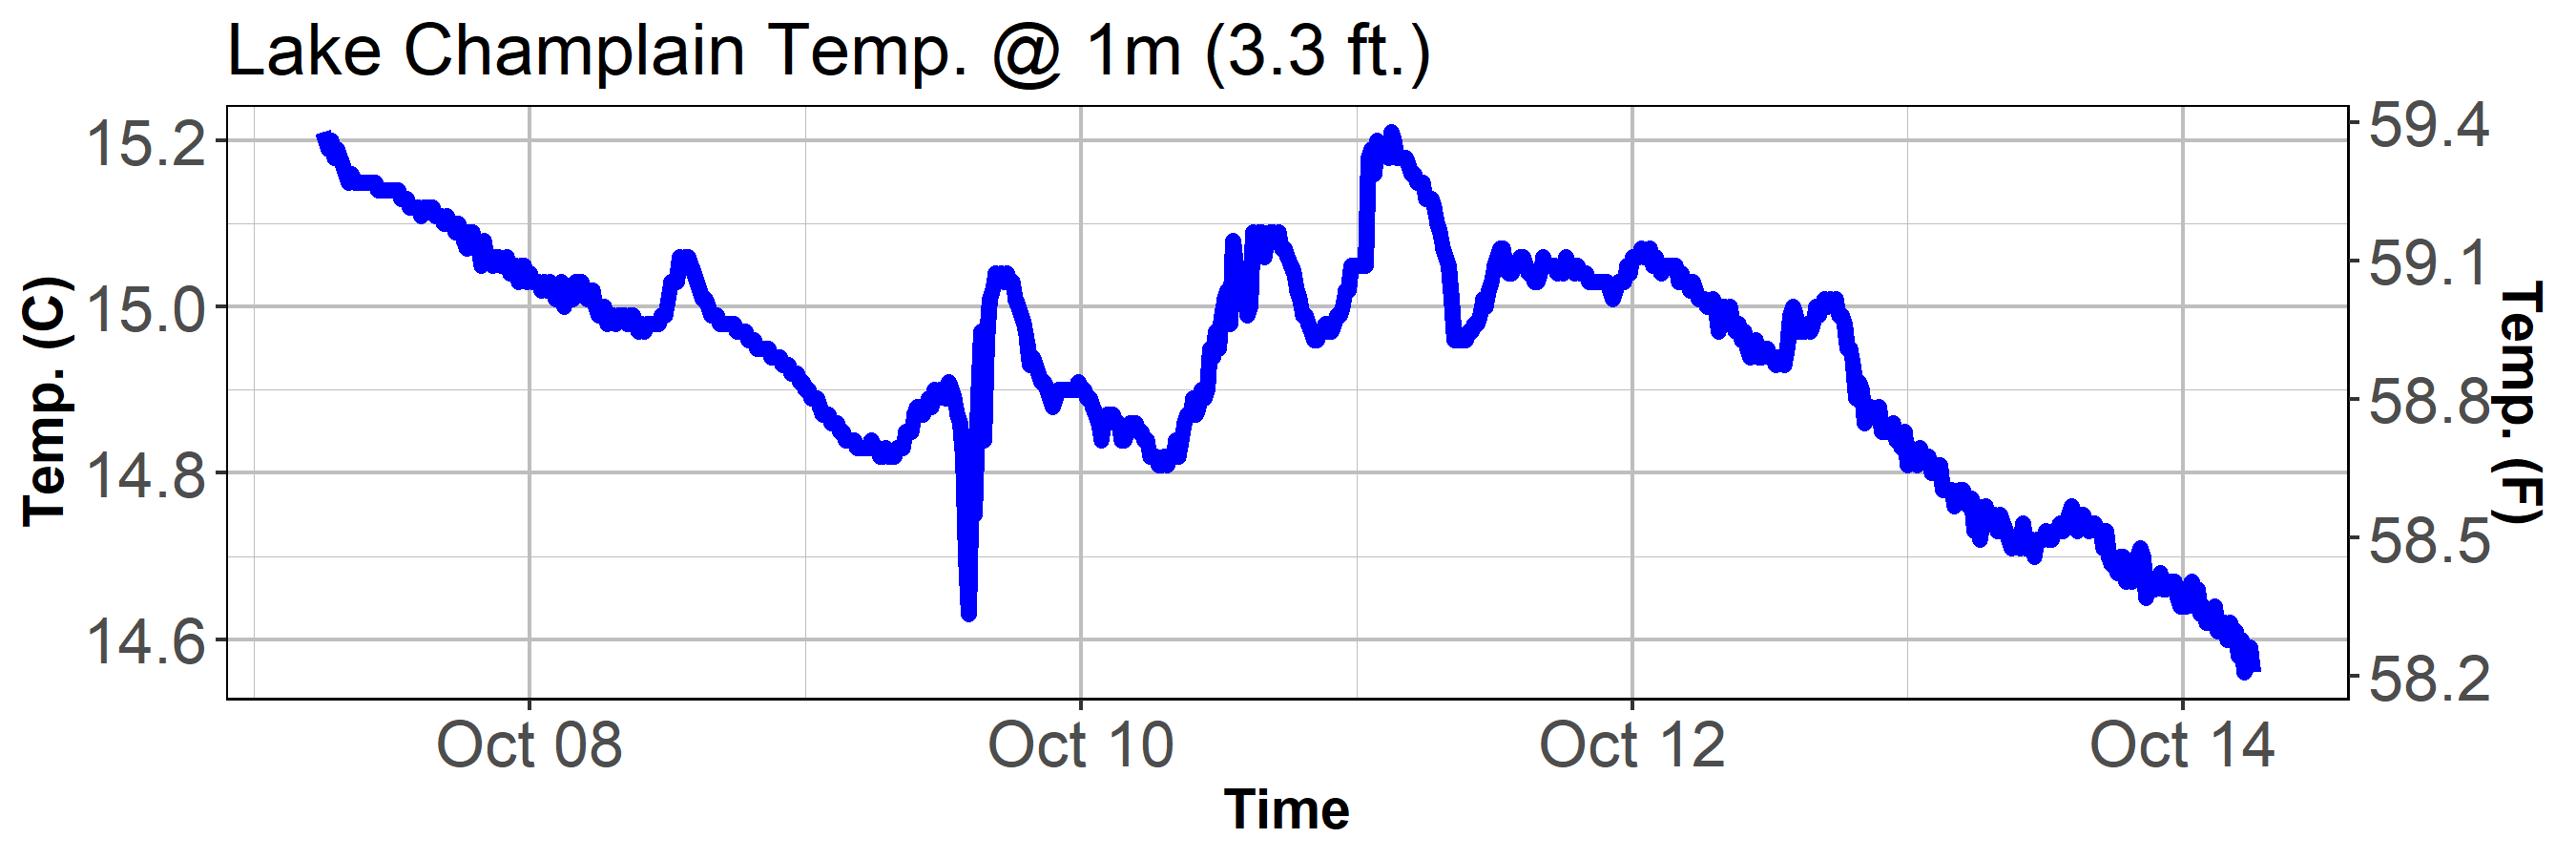 Lake Champlain Temp. @ 1m (3.3 ft.)
Temp. (C)
15.2
15.0
14.8
14.6
59.4
59.1
58.8
58.5
58.2
Temp. (F)
Oct 08 Oct 10 Oct 12 Oct 14
Time